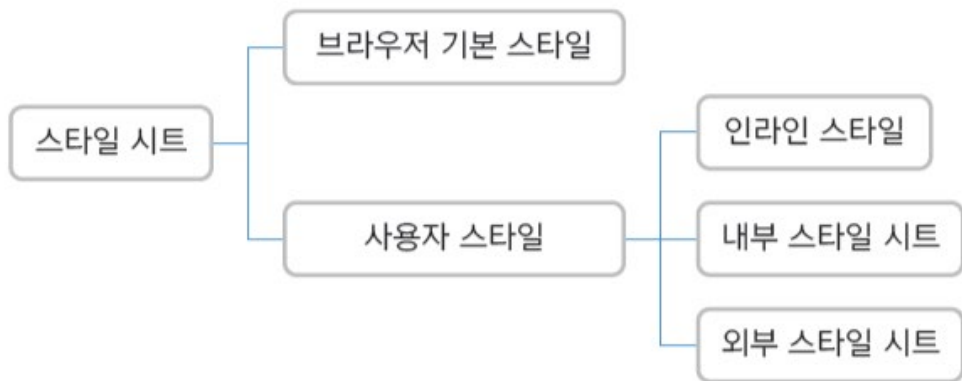 브라우저 기본 스타일
스타일 시트
인라인 스타일
사용자 스타일
내부 스타일 시트
외부 스타일 시트